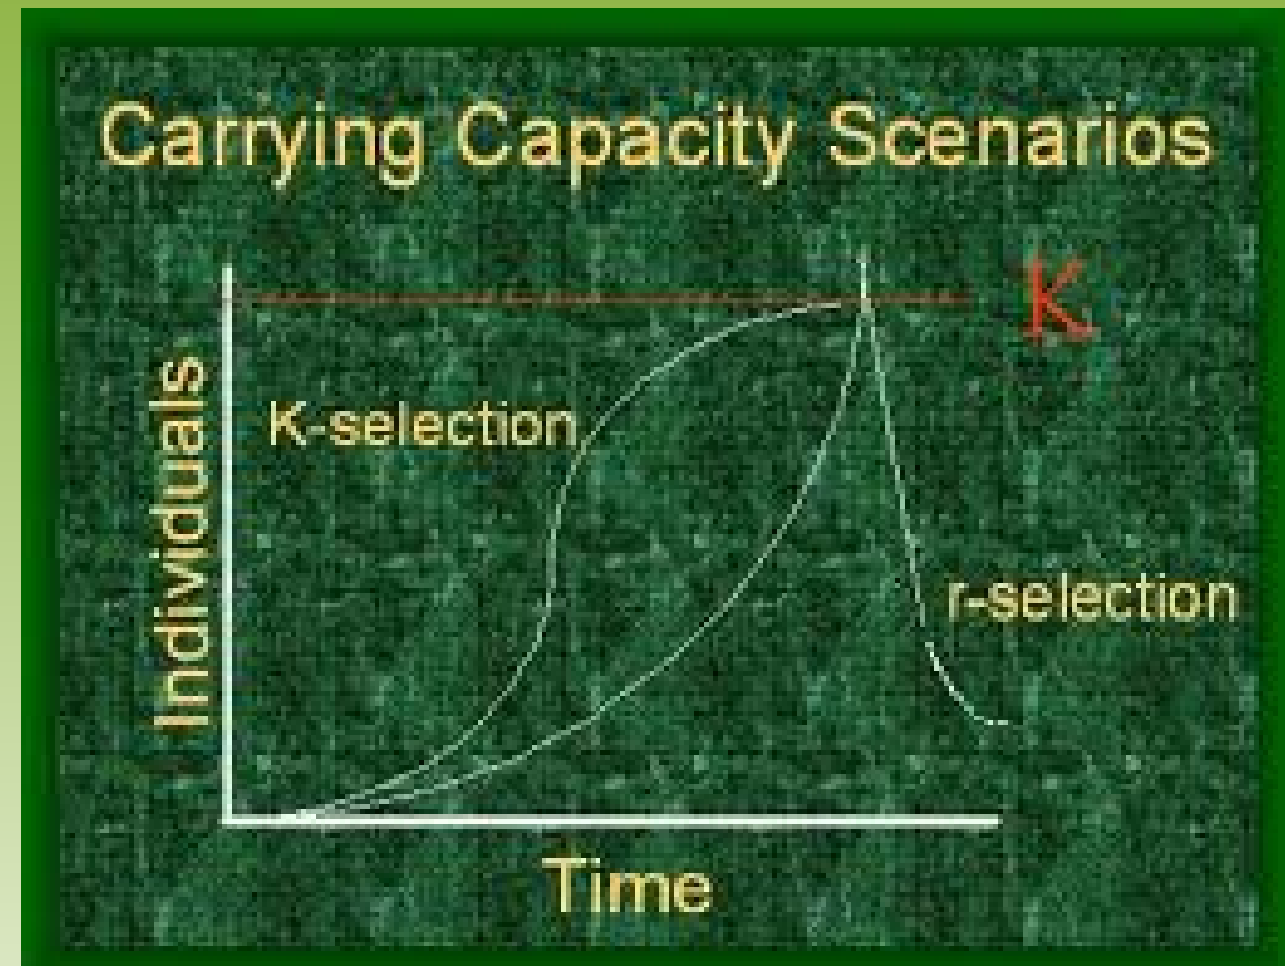 Carrying Capacity Scenarios
K
K-selection
Individuals
r-selection
Time